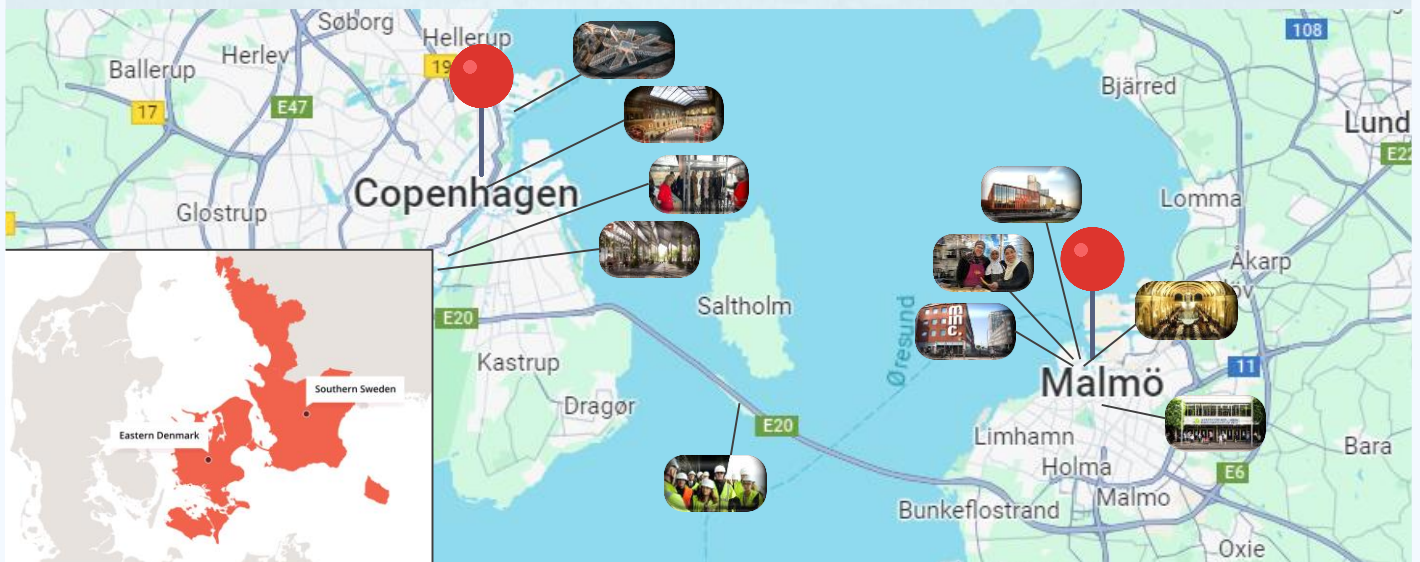 Søborg
108
Hellerup
Herlev
19
Ballerup
Bjärred
E47
17
Lund
E22
Copenhagen
Glostrup
Lomma
Åkarp
Saltholm
Øresund
E20
minc.
Kastrup
11
Malmö
Southern Sweden
Dragør
E20
Eastern Denmark
Limhamn
Bara
Holma
E6
Malmo
Bunkeflostrand
Oxie